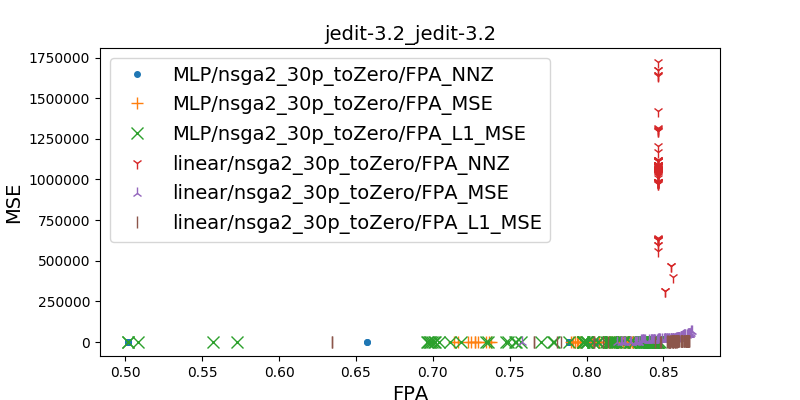 jedit-3.2_jedit-3.2
1750000
1500000
1250000
1000000
750000
500000
250000
0
MSE
MLP/nsga2_30p_toZero/FPA_NNZ
MLP/nsga2_30p_toZero/FPA_MSE
MLP/nsga2_30p_toZero/FPA_L1_MSE
linear/nsga2_30p_toZero/FPA_NNZ
linear/nsga2_30p_toZero/FPA_MSE
linear/nsga2_30p_toZero/FPA_L1_MSE
0.50 0.55 0.60 0.65 0.70 0.75 0.80 0.85
FPA